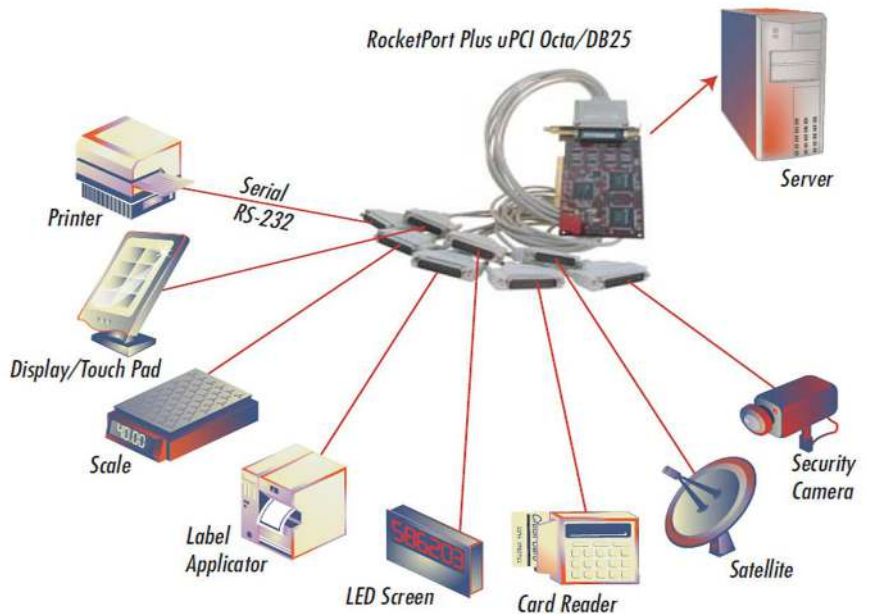 RocketPort Plus uPCI Octa/DB25
Server
Serial
RS-232
Printer
Display/Touch Pad
40.00
Scale
Label
Applicator
586203
LED Screen
Card Reader
Satellite
Security
Camera